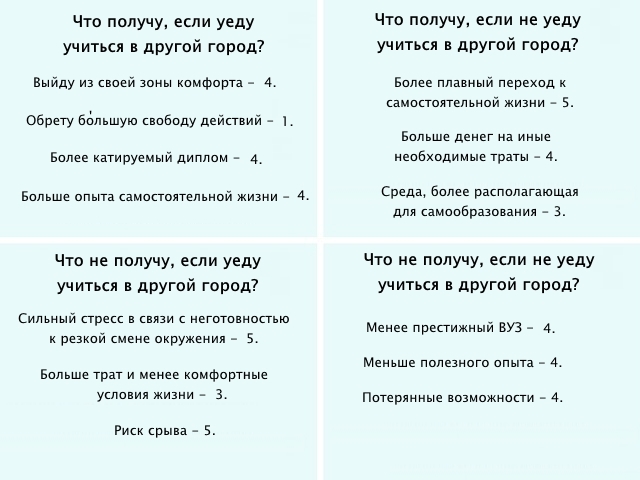 Что получу, если уеду
учиться в другой город?
Выйду из своей зоны комфорта – 4.
Обрету бо́льшую свободу действий – 1.
Более катируемый диплом – 4.
Больше опыта самостоятельной жизни – 4.
Что получу, если не уеду
учиться в другой город?
Более плавный переход к
самостоятельной жизни – 5.
Больше денег на иные
необходимые траты – 4.
Среда, более располагающая
для самообразования – 3.
Что не получу, если уеду
учиться в другой город?
Сильный стресс в связи с неготовностью
к резкой смене окружения – 5.
Больше трат и менее комфортные
условия жизни – 3.
Риск срыва – 5.
Что не получу, если не уеду
учиться в другой город?
Менее престижный ВУЗ – 4.
Меньше полезного опыта – 4.
Потерянные возможности – 4.